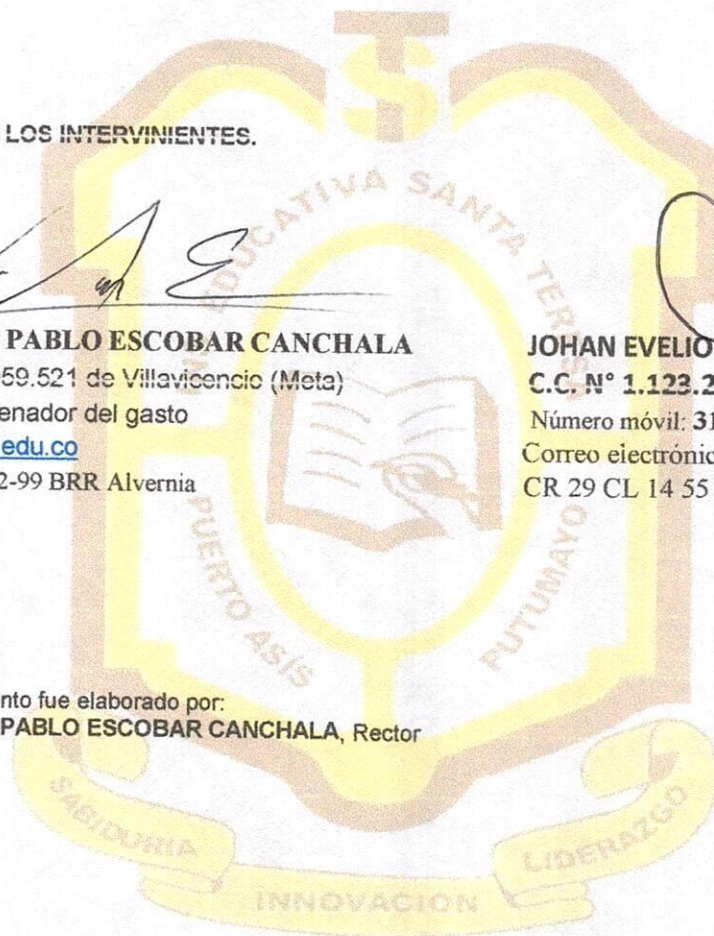 LOS INTERVINIENTES.
PABLO ESCOBAR CANCHALA
59.521 de Villavicencio (Meta)
enador del gasto
edu.co
2-99 BRR Alvernia
JOHAN EVELIO
C.C. N° 1.123.2
Número móvil: 31
Correo electrónic
CR 29 CL 14 55
nto fue elaborado por:
PABLO ESCOBAR CANCHALA, Rector
EDUCATIVA SANTA TERE
PUERTO ASIS
PUTUMAYO
SABIDURIA
INNOVACION
LIDERAZGO